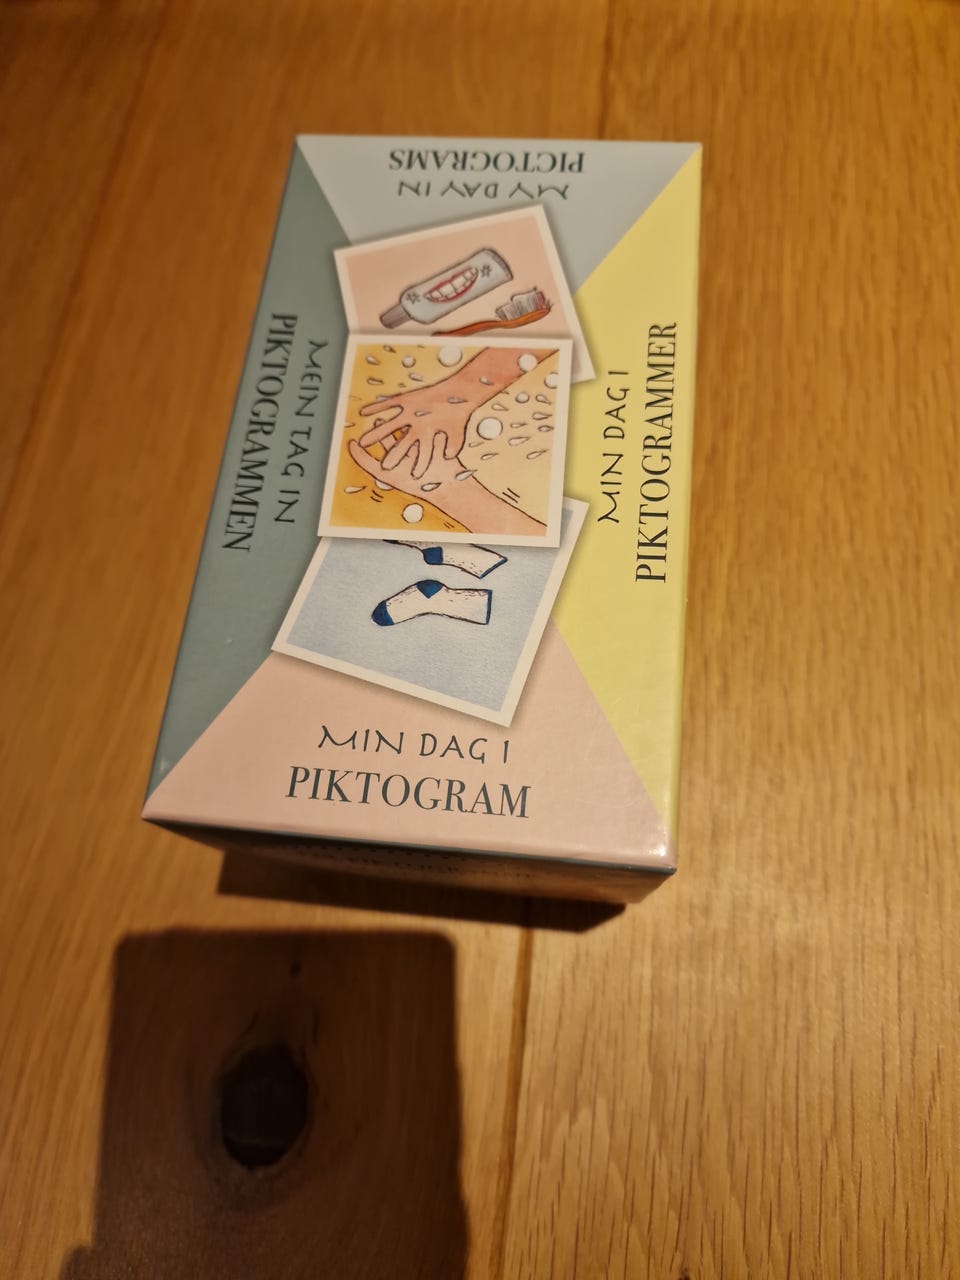 MY DAY IN
PICTOGRAMS
MEIN TAG IN
PIKTOGRAMMEN
MIN DAG I
PIKTOGRAMMER
MIN DAG I
PIKTOGRAM